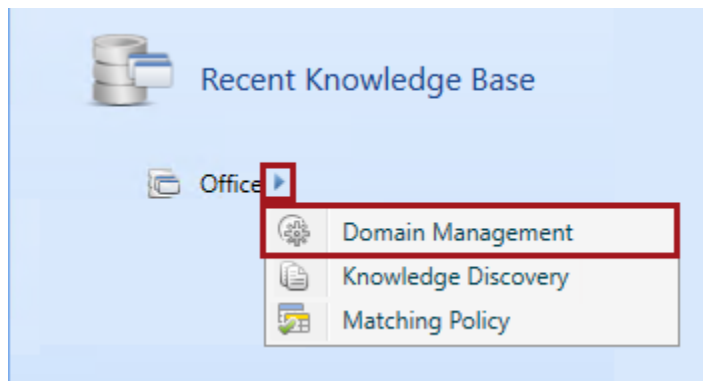 Recent Knowledge Base
Office
Domain Management
Knowledge Discovery
Matching Policy